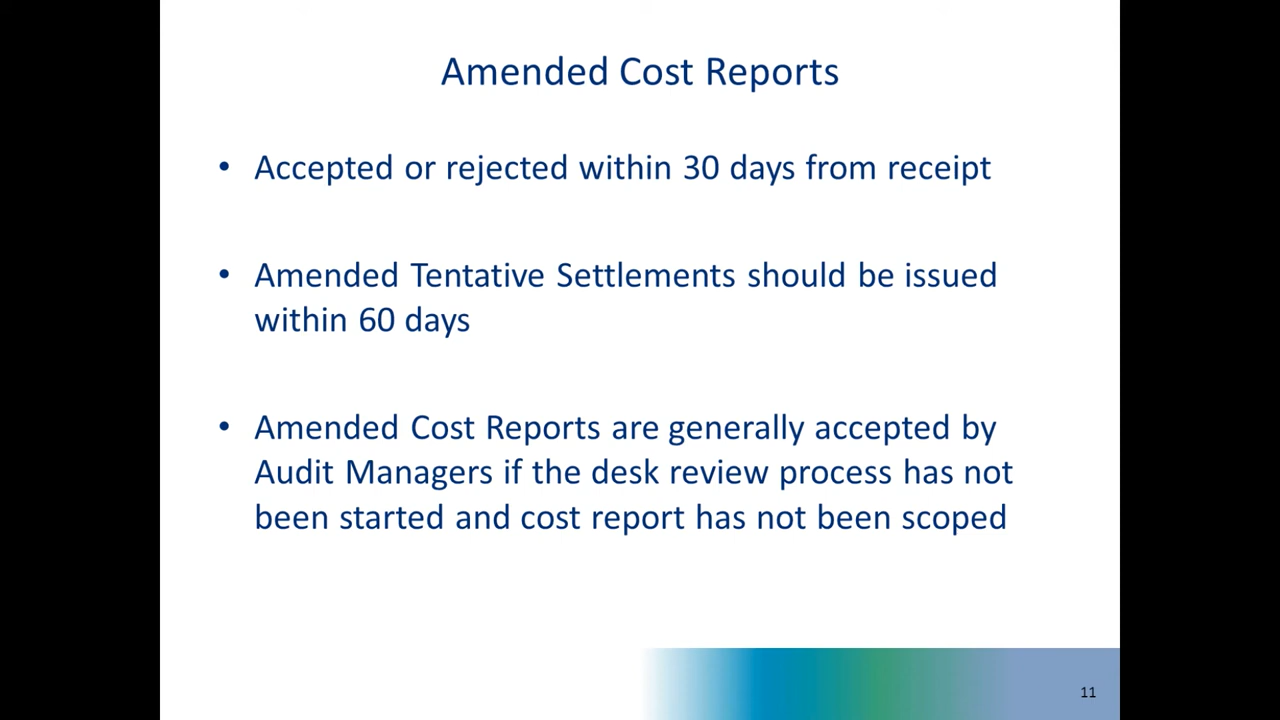 Amended Cost Reports
• Accepted or rejected within 30 days from receipt
• Amended Tentative Settlements should be issued
within 60 days
• Amended Cost Reports are generally accepted by
Audit Managers if the desk review process has not
been started and cost report has not been scoped
11